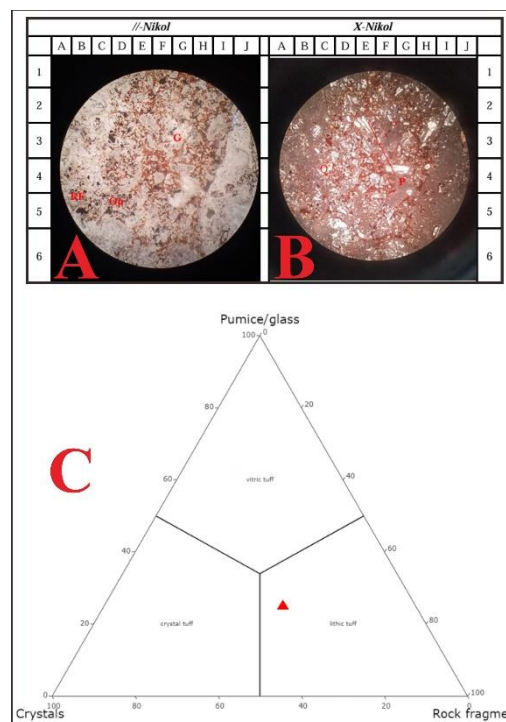 //-Nikol X-Nikol
A B C D E F G H I J A B C D E F G H I J
1 1
2 2
3 G 3
4 Q P 4
5 RF Op 5
6 A B 6
Pumice/glass
100 0
80 20
C
60 vitric tuff 40
40 60
20 crystal tuff lithic tuff 80
0 100
Crystals 100 80 60 40 20 0 Rock fragme